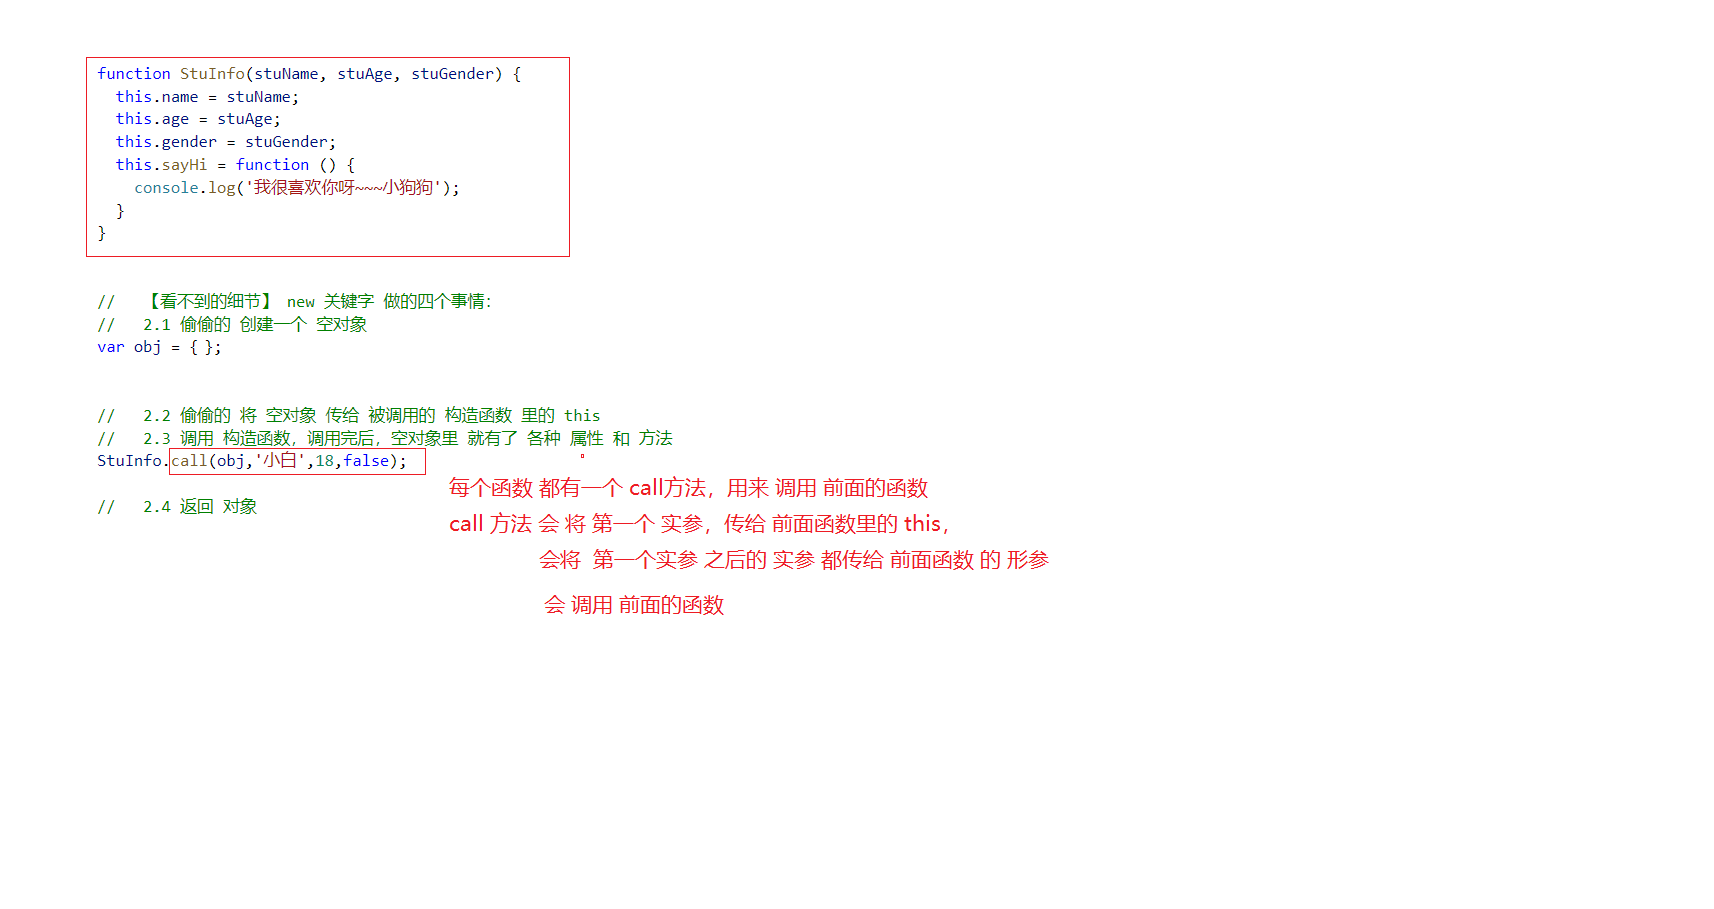 function StuInfo(stuName, stuAge, stuGender) {
  this.name = stuName;
  this.age = stuAge;
  this.gender = stuGender;
  this.sayHi = function () {
    console.log('我很喜欢你呀~~~小狗狗');
  }
}
//   【看不到的细节】 new 关键字 做的四个事情：
//   2.1 偷偷的 创建一个 空对象
var obj = { };
//   2.2 偷偷的 将 空对象 传给 被调用的 构造函数 里的 this
//   2.3 调用 构造函数，调用完后，空对象里 就有了 各种 属性 和 方法
StuInfo.call(obj,'小白',18,false);
每个函数 都有一个 call方法，用来 调用 前面的函数
//   2.4 返回 对象
call 方法 会 将 第一个 实参，传给 前面函数里的 this，
会将  第一个实参 之后的 实参 都传给 前面函数 的 形参
会 调用 前面的函数